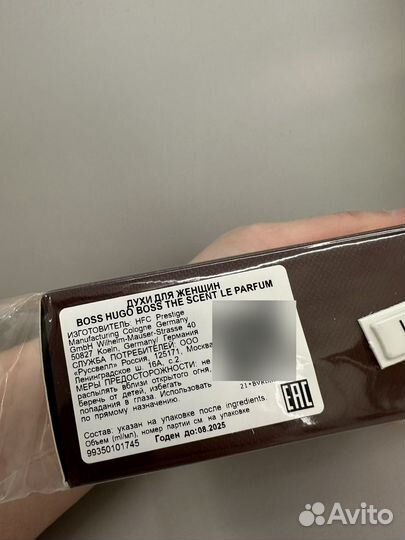 ДУХИ ДЛЯ ЖЕНЩИН
BOSS HUGO BOSS THE SCENT LE PARFUM
ИЗГОТОВИТЕЛЬ: HFC Prestige
Manufacturing Cologne Germany
GmbH Wilhelm-Mauser-Strasse 40
50827 Koeln, Germany/ Германия
СЛУЖБА ПОТРЕБИТЕЛЕЙ ООО
«Русселл» Россия, 125171, Москва
Ленинградское ш. 16А, с.2.
МЕРЫ ПРЕДОСТОРОЖНОСТИ: не
распылять вблизи открытого огня,
беречь от детей, избегать
попадания в глаза. Использовать
по прямому назначению.
EAC
Состав: указан на упаковке после ingredients.
Объем (ml/мл), номер партии см на упаковке
99350101745 Годен до:08.2025
Avito